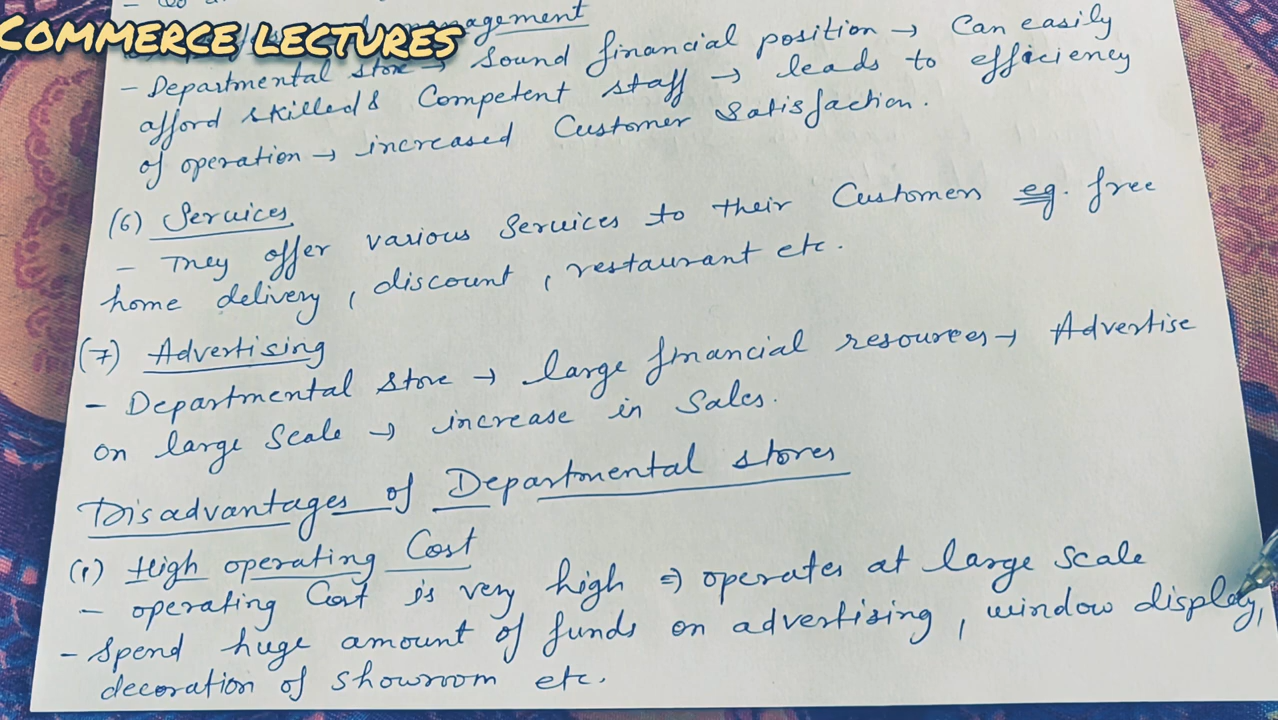 COMMERCE LECTURES
management
- Departmental store → Sound financial position → Can easily
afford skilled & Competent staff → leads to efficiency
of operation → increased Customer Satisfaction.
(6) Services
- They offer various Services to their Customers eg. free
home delivery, discount, restaurant etc.
(7) Advertising
- Departmental store → large financial resources → Advertise
on large Scale → increase in Sales.
Disadvantages of Departmental stores
(1) High operating Cost
- operating Cost is very high ⇒ operates at large Scale
- Spend huge amount of funds on advertising, window display,
decoration of showroom etc.